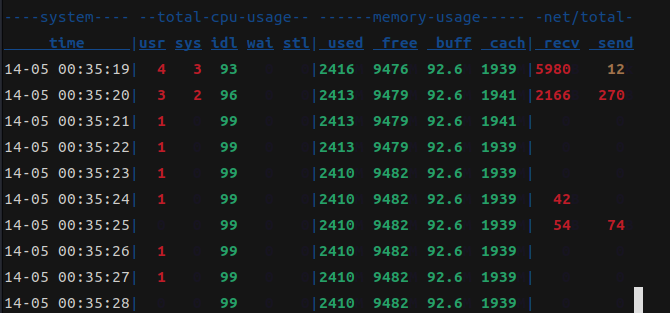 ----system---- --total-cpu-usage-- ------memory-usage----- -net/total-
     time     |usr sys idl wai stl| used  free  buff  cach| recv  send
14-05 00:35:19|  4   3  93        |2416  9476  92.6  1939 |5980    12
14-05 00:35:20|  3   2  96        |2413  9479  92.6  1941 |2166   270
14-05 00:35:21|  1      99        |2413  9479  92.6  1941 |
14-05 00:35:22|  1      99        |2413  9479  92.6  1939 |
14-05 00:35:23|  1      99        |2410  9482  92.6  1939 |
14-05 00:35:24|  1      99        |2410  9482  92.6  1939 |  42
14-05 00:35:25|         99        |2410  9482  92.6  1939 |  54    74
14-05 00:35:26|  1      99        |2410  9482  92.6  1939 |
14-05 00:35:27|  1      99        |2410  9482  92.6  1939 |
14-05 00:35:28|         99        |2410  9482  92.6  1939 |